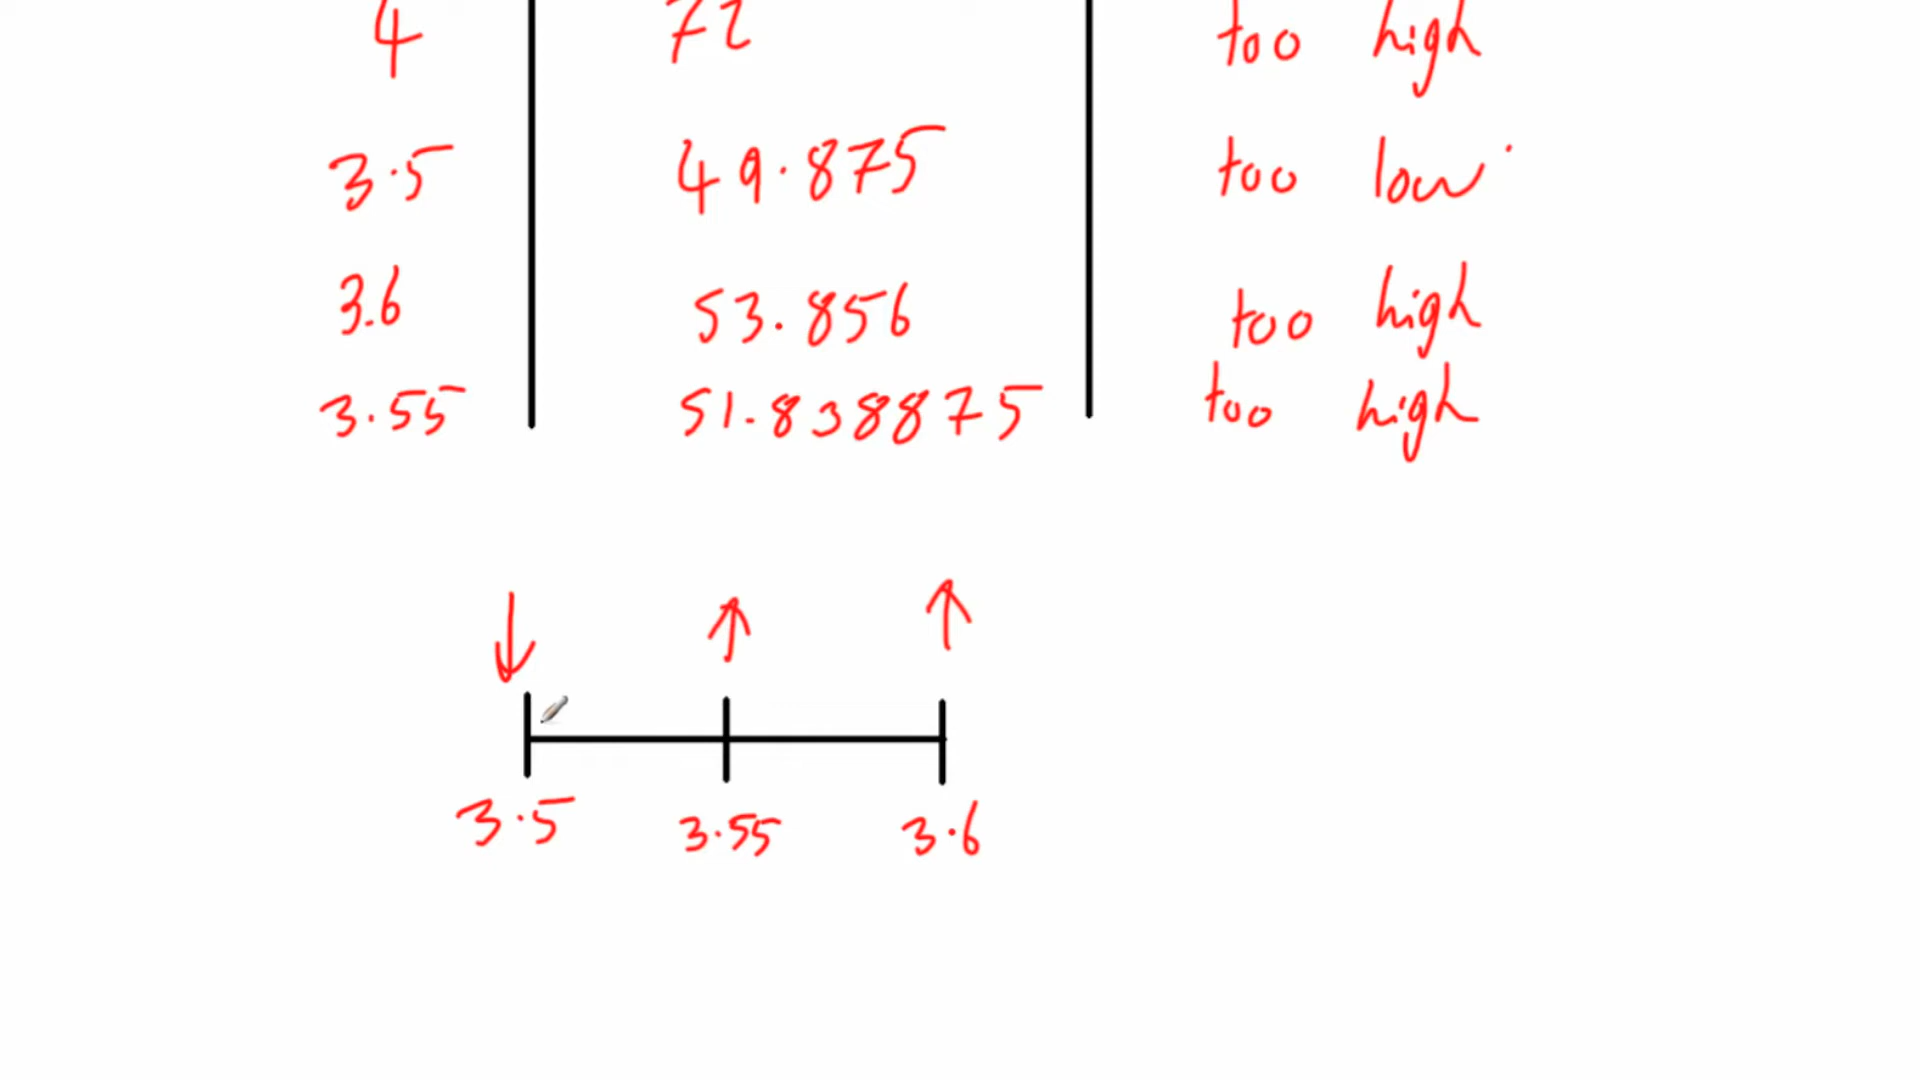 4 72 too high
3.5 49.875 too low
3.6 53.856 too high
3.55 51.838875 too high
3.5 3.55 3.6